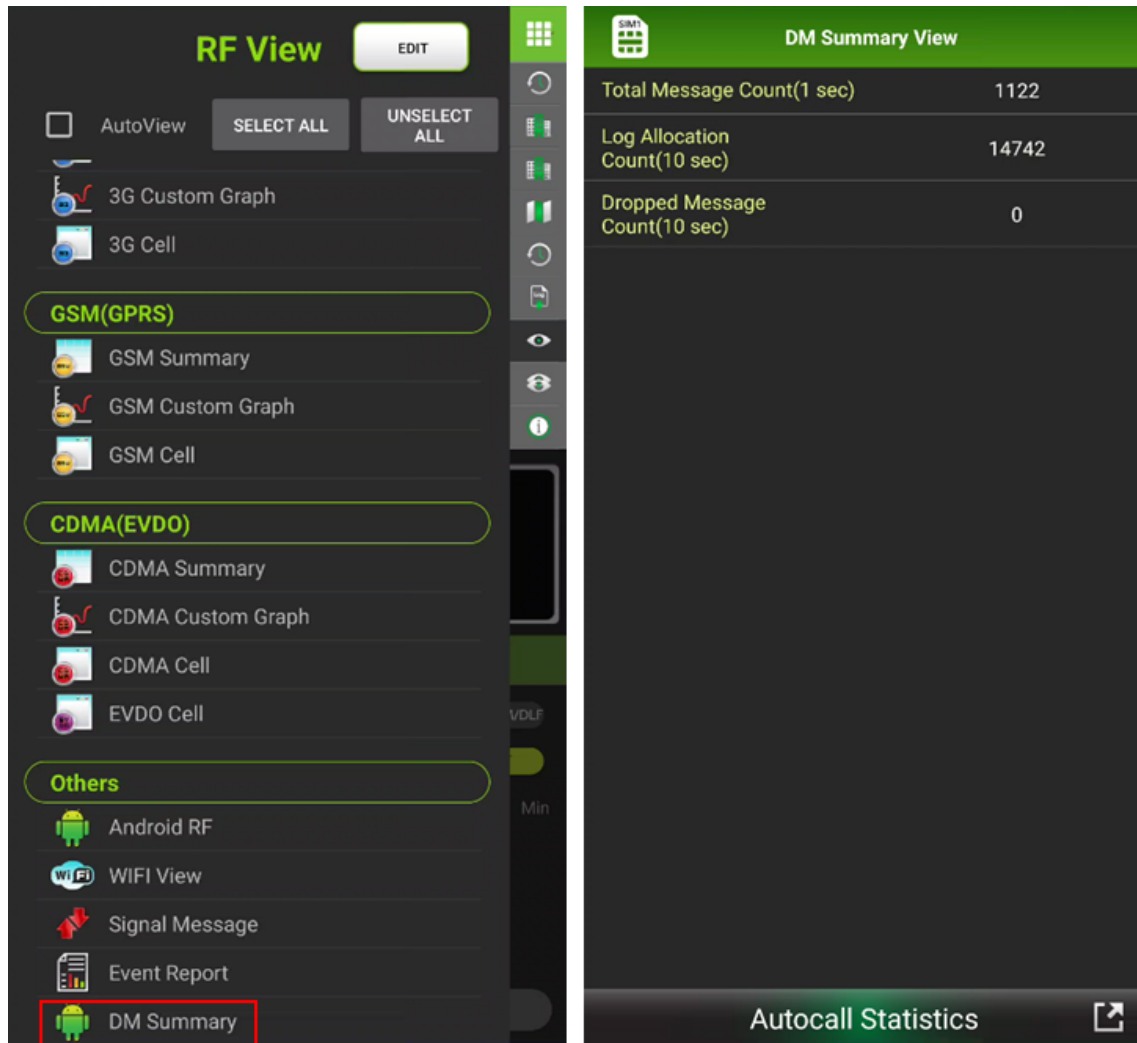 RF View
EDIT
AutoView
SELECT ALL
UNSELECT
ALL
3G Custom Graph
3G Cell
GSM(GPRS)
GSM Summary
GSM Custom Graph
GSM Cell
CDMA(EVDO)
CDMA Summary
CDMA Custom Graph
CDMA Cell
EVDO Cell
Others
Android RF
WiFi
WIFI View
Signal Message
Event Report
DM Summary
Min
SIM1
DM Summary View
Total Message Count(1 sec)
1122
Log Allocation
Count(10 sec)
14742
Dropped Message
Count(10 sec)
0
Autocall Statistics